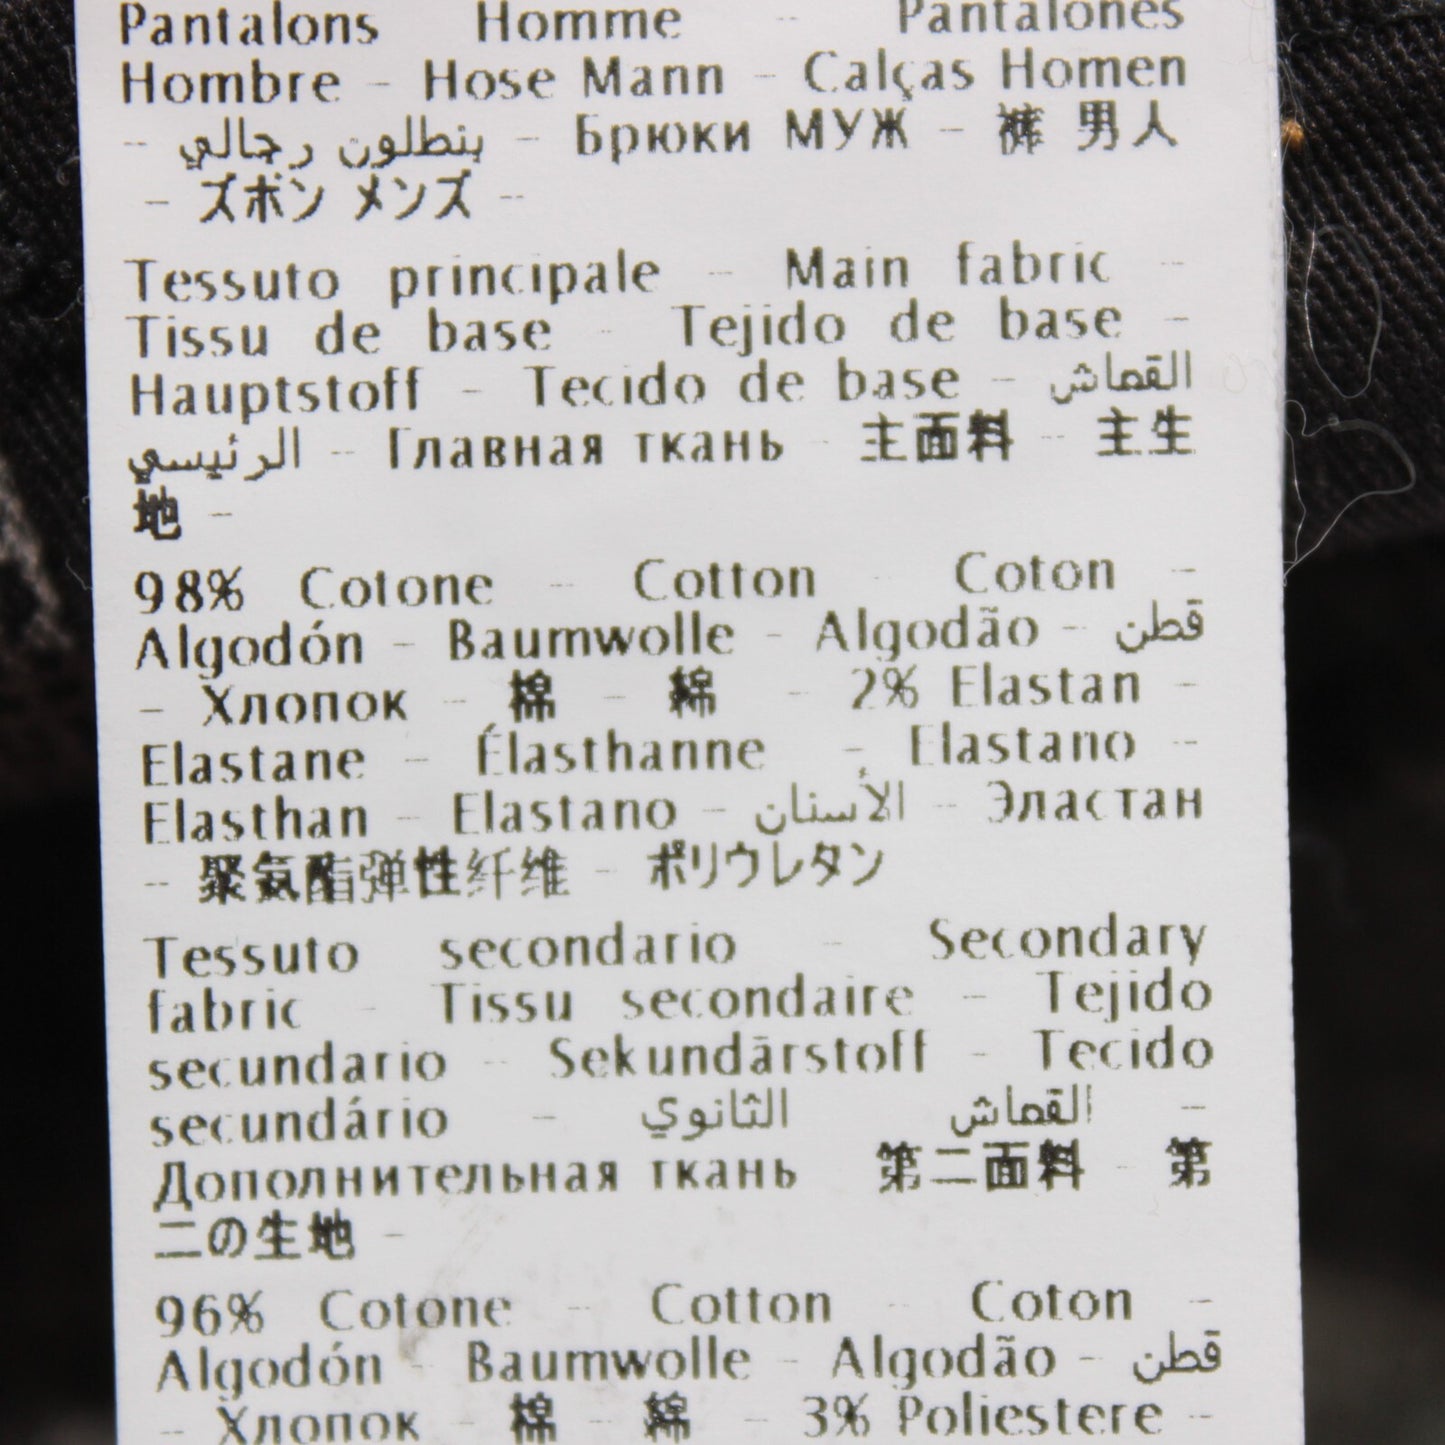 Pantalons Homme - Pantalones
Hombre - Hose Mann - Calças Homen
- بنطلون رجالي - Брюки МУЖ - 裤 男人
- ズボン メンズ -
Tessuto principale - Main fabric -
Tissu de base - Tejido de base -
Hauptstoff - Tecido de base - القماش
الرئيسي - Главная ткань - 主面料 - 主生
地 -
98% Cotone - Cotton - Coton -
Algodón - Baumwolle - Algodão - قطن
- Хлопок - 棉 - 綿 - 2% Elastan -
Elastane - Élasthanne - Elastano -
Elasthan - Elastano - الأسنان - Эластан
- 聚氨酯弹性纤维 - ポリウレタン
Tessuto secondario - Secondary
fabric - Tissu secondaire - Tejido
secundario - Sekundärstoff - Tecido
secundário - القماش الثانوي -
Дополнительная ткань 第二面料 - 第
二の生地 -
96% Cotone - Cotton - Coton -
Algodón - Baumwolle - Algodão - قطن
- Хлопок - 棉 - 綿 - 3% Poliestere -